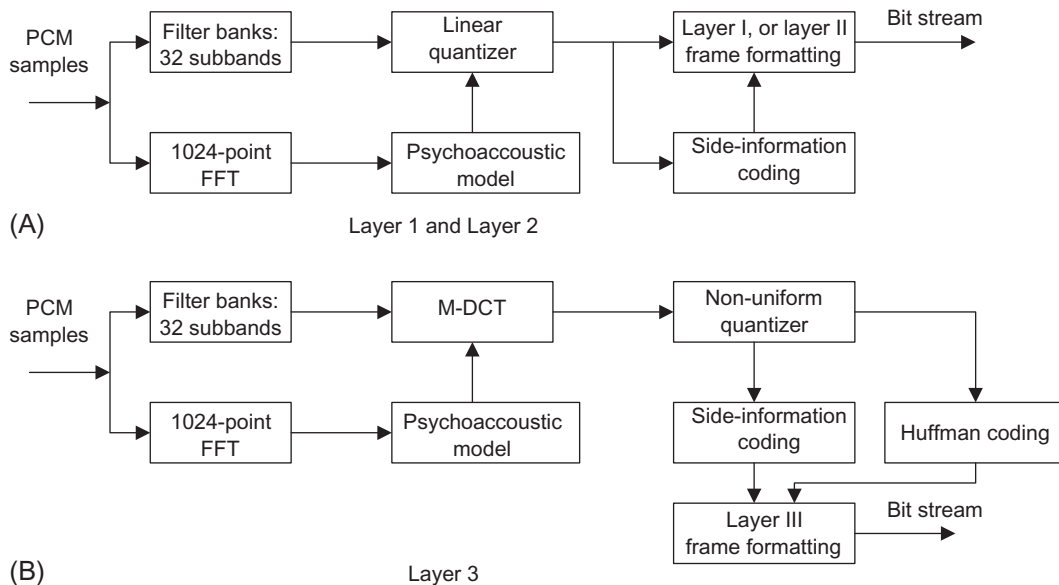 PCM
samples
Filter banks:
32 subbands
Linear
quantizer
Layer I, or layer II
frame formatting
Bit stream
1024-point
FFT
Psychoaccoustic
model
Side-information
coding
(A)
Layer 1 and Layer 2
PCM
samples
Filter banks:
32 subbands
M-DCT
Non-uniform
quantizer
1024-point
FFT
Psychoaccoustic
model
Side-information
coding
Huffman coding
Layer III
frame formatting
Bit stream
(B)
Layer 3